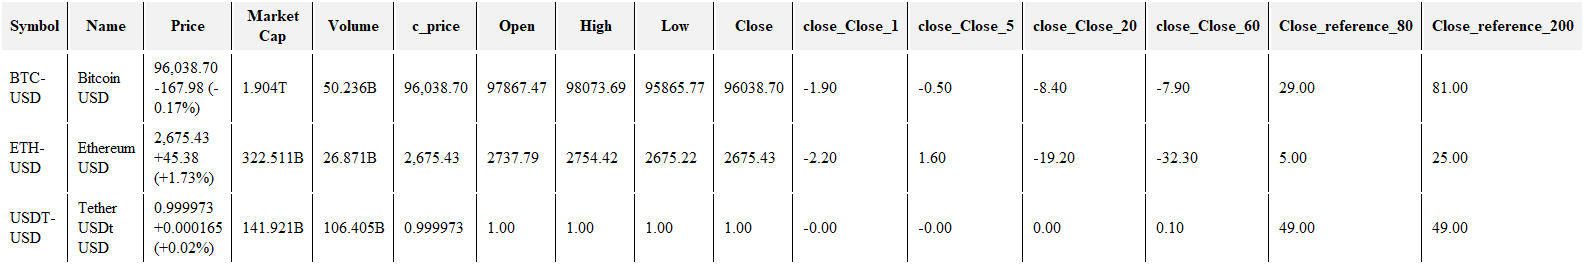 Symbol Name Price Market Cap Volume c_price Open High Low Close close_Close_1 close_Close_5 close_Close_20 close_Close_60 Close_reference_80 Close_reference_200
BTC-USD Bitcoin USD 96,038.70 -167.98 (-0.17%) 1.904T 50.236B 96,038.70 97867.47 98073.69 95865.77 96038.70 -1.90 -0.50 -8.40 -7.90 29.00 81.00
ETH-USD Ethereum USD 2,675.43 +45.38 (+1.73%) 322.511B 26.871B 2,675.43 2737.79 2754.42 2675.22 2675.43 -2.20 1.60 -19.20 -32.30 5.00 25.00
USDT-USD Tether USDt USD 0.999973 +0.000165 (+0.02%) 141.921B 106.405B 0.999973 1.00 1.00 1.00 1.00 -0.00 -0.00 0.00 0.10 49.00 49.00